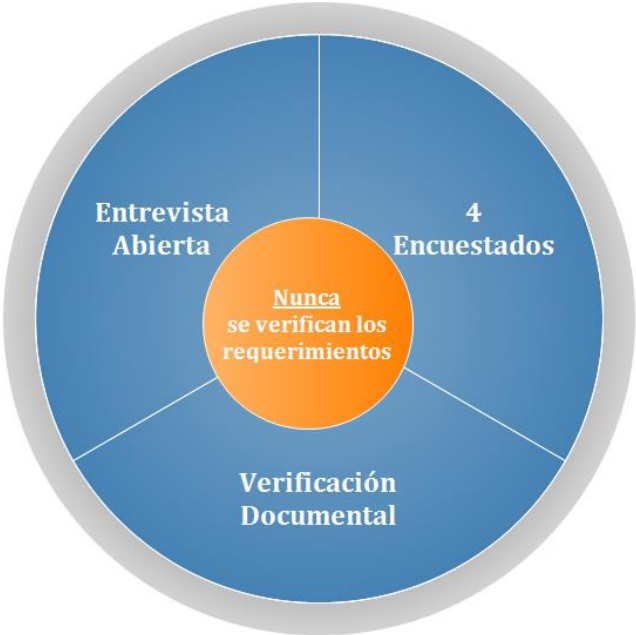 Entrevista
Abierta
4
Encuestados
Nunca
se verifican los
requerimientos
Verificación
Documental